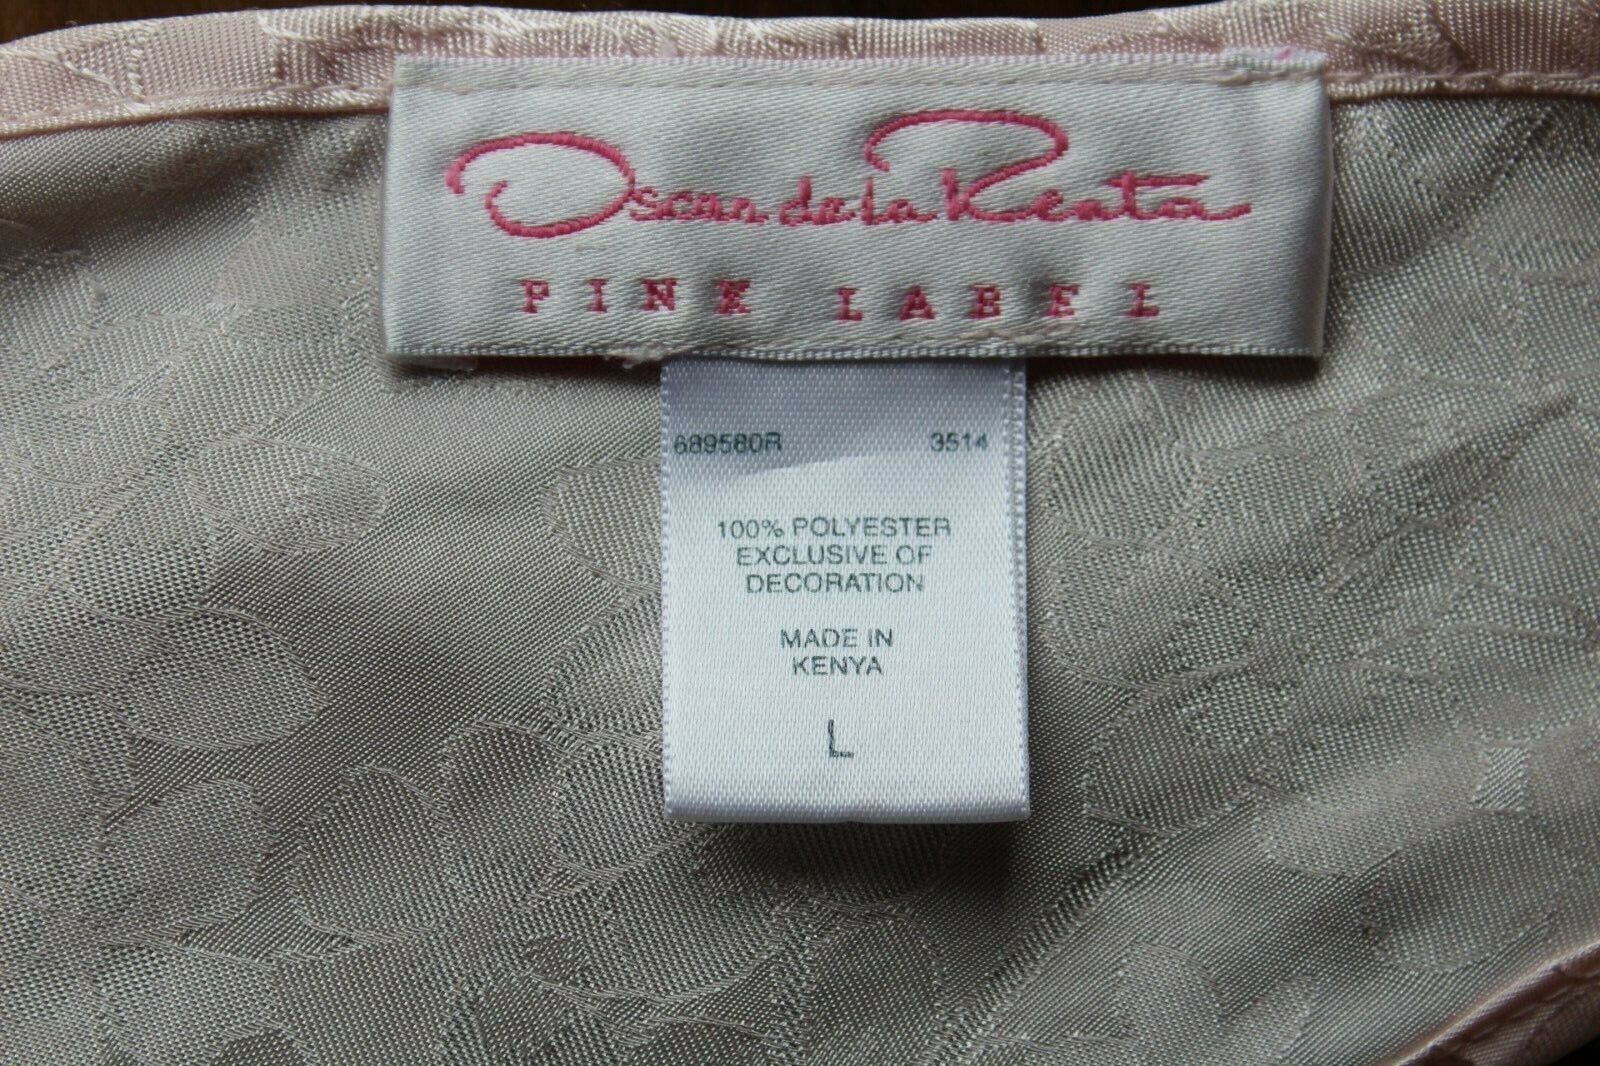 Oscar de la Renta
PINK LABEL
689580R 3514
100% POLYESTER
EXCLUSIVE OF
DECORATION
MADE IN
KENYA
L